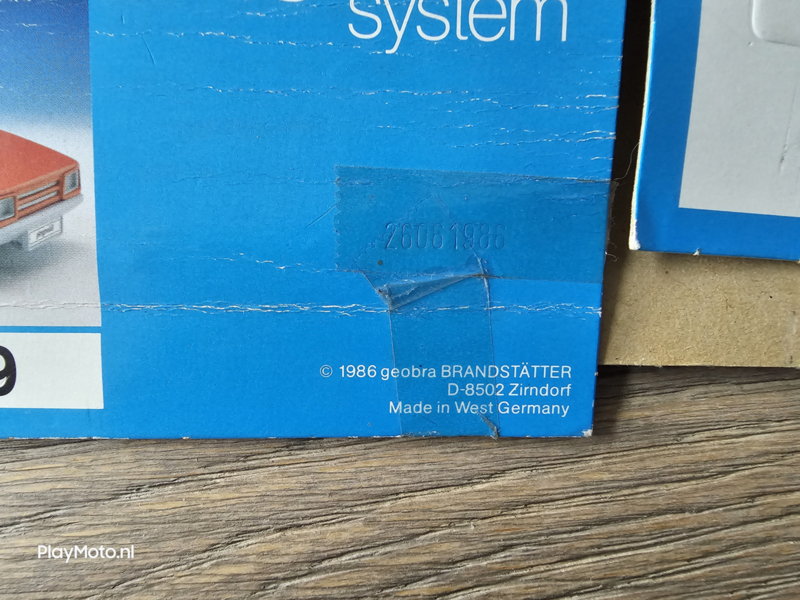 system
26061986
9
© 1986 geobra BRANDSTÄTTER
D-8502 Zirndorf
Made in West Germany
PlayMoto.nl